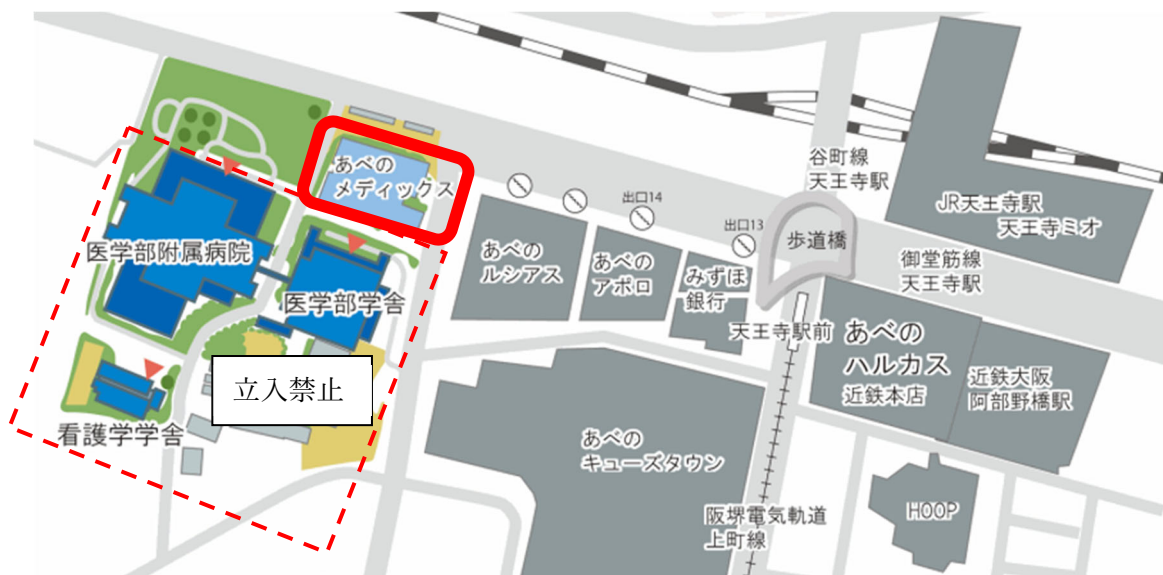 あべの
メディックス
医学部附属病院
医学部学舎
立入禁止
看護学学舎
出口14
出口13
あべの
ルシアス
あべの
アポロ
みずほ
銀行
谷町線
天王寺駅
歩道橋
JR天王寺駅
天王寺ミオ
御堂筋線
天王寺駅
天王寺駅前
あべの
ハルカス
近鉄本店
近鉄大阪
阿部野橋駅
あべの
キューズタウン
阪堺電気軌道
上町線
HOOP